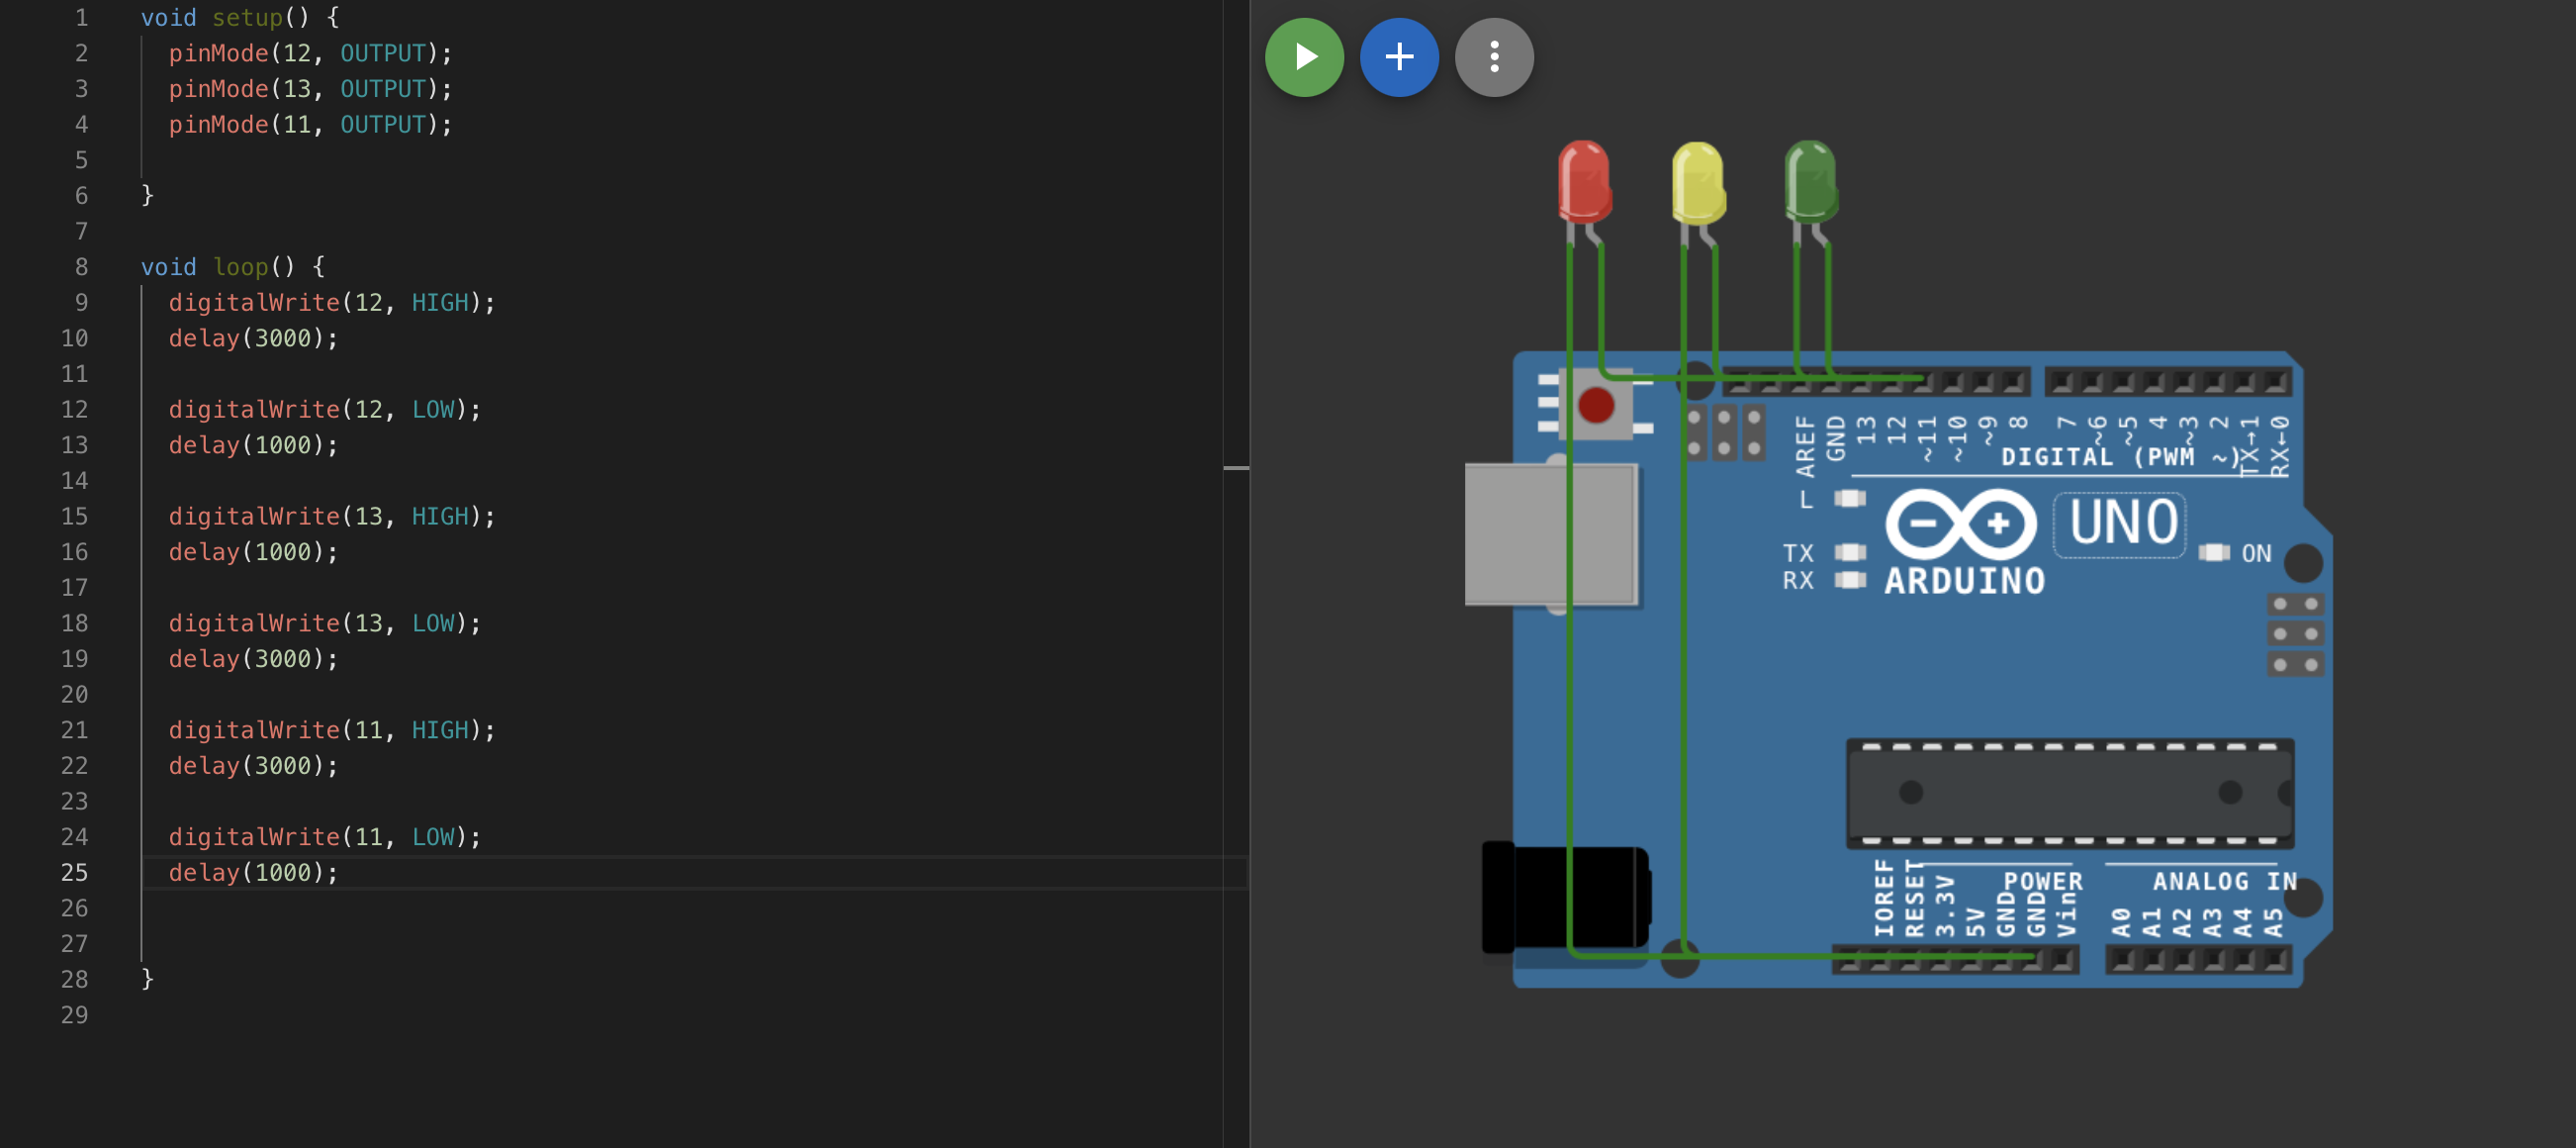 1 void setup() {
2 pinMode(12, OUTPUT);
3 pinMode(13, OUTPUT);
4 pinMode(11, OUTPUT);
5
6 }
7
8 void loop() {
9 digitalWrite(12, HIGH);
10 delay(3000);
11
12 digitalWrite(12, LOW);
13 delay(1000);
14
15 digitalWrite(13, HIGH);
16 delay(1000);
17
18 digitalWrite(13, LOW);
19 delay(3000);
20
21 digitalWrite(11, HIGH);
22 delay(3000);
23
24 digitalWrite(11, LOW);
25 delay(1000);
26
27
28 }
29
AREF GND 13 12 ~11 ~10 ~9 8 7 ~6 ~5 4 ~3 2 TX→1 RX←0
DIGITAL (PWM ~)
L
UNO
TX
ON
RX
ARDUINO
POWER
ANALOG IN
IOREF RESET 3.3V 5V GND GND Vin A0 A1 A2 A3 A4 A5